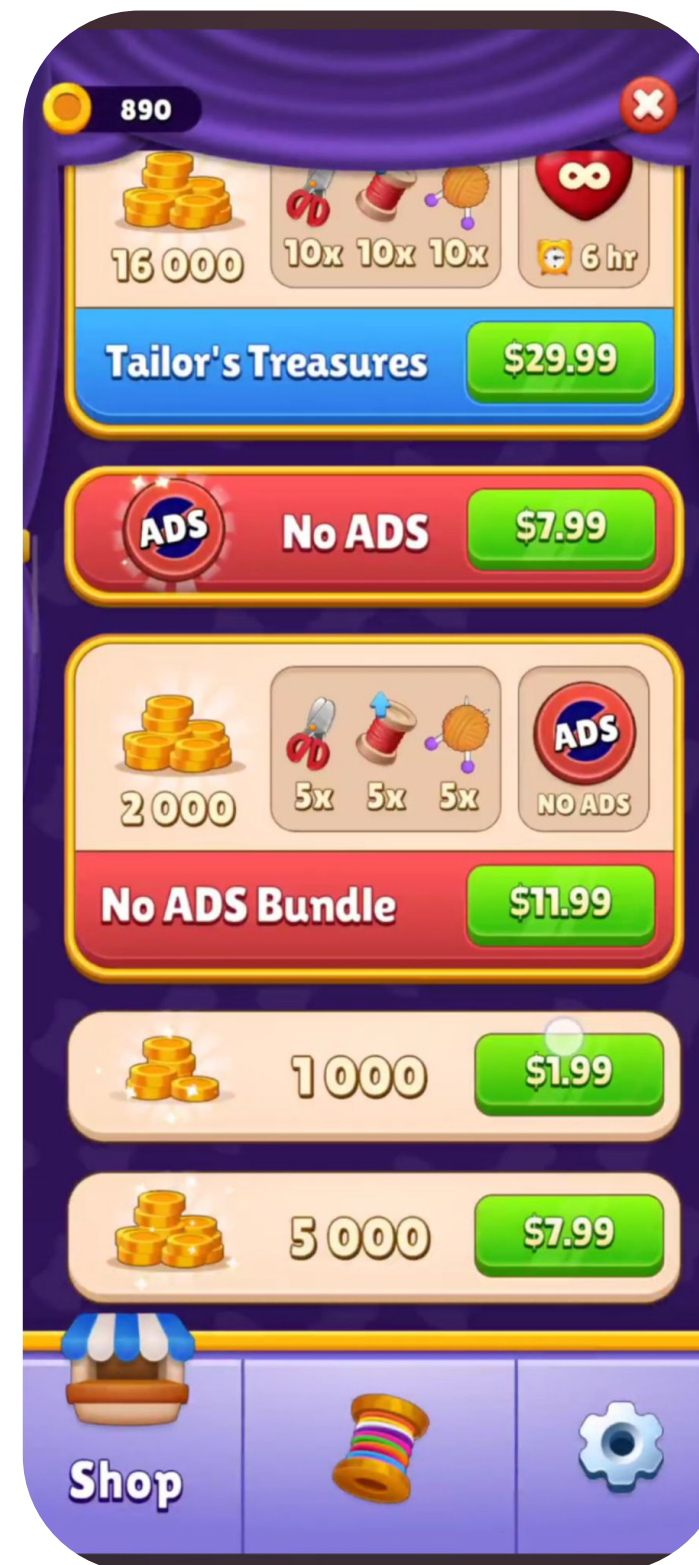 890
∞
16 000
10x 10x 10x
6 hr
Tailor's Treasures
$29.99
ADS
No ADS
$7.99
ADS
2 000
5x 5x 5x
NO ADS
No ADS Bundle
$11.99
1 000
$1.99
5 000
$7.99
Shop